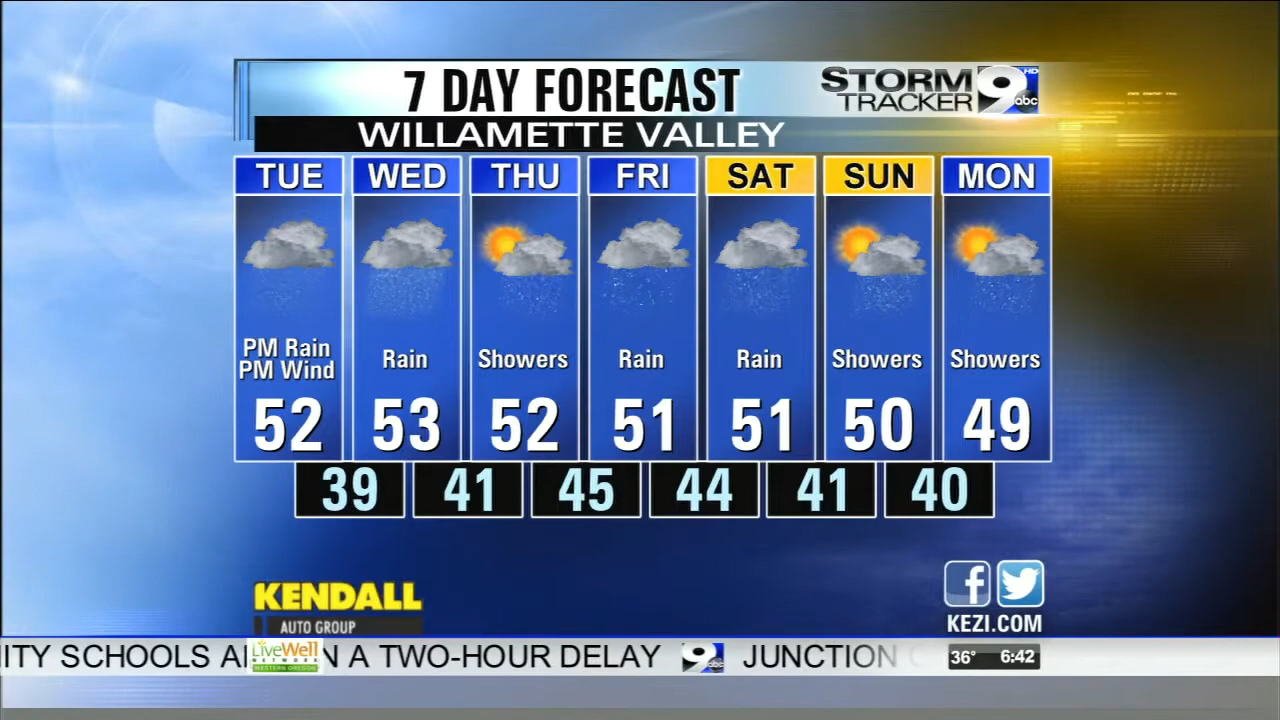 7 DAY FORECAST
STORM TRACKER 9 HD abc
WILLAMETTE VALLEY
TUE WED THU FRI SAT SUN MON
PM Rain
PM Wind
Rain
Showers
Rain
Rain
Showers
Showers
52 53 52 51 51 50 49
39 41 45 44 41 40
KENDALL
AUTO GROUP
KEZI.COM
ITY SCHOOLS A
LiveWell
NETWORK
WESTERN OREGON
N A TWO-HOUR DELAY
9 abc
JUNCTION
36° 6:42